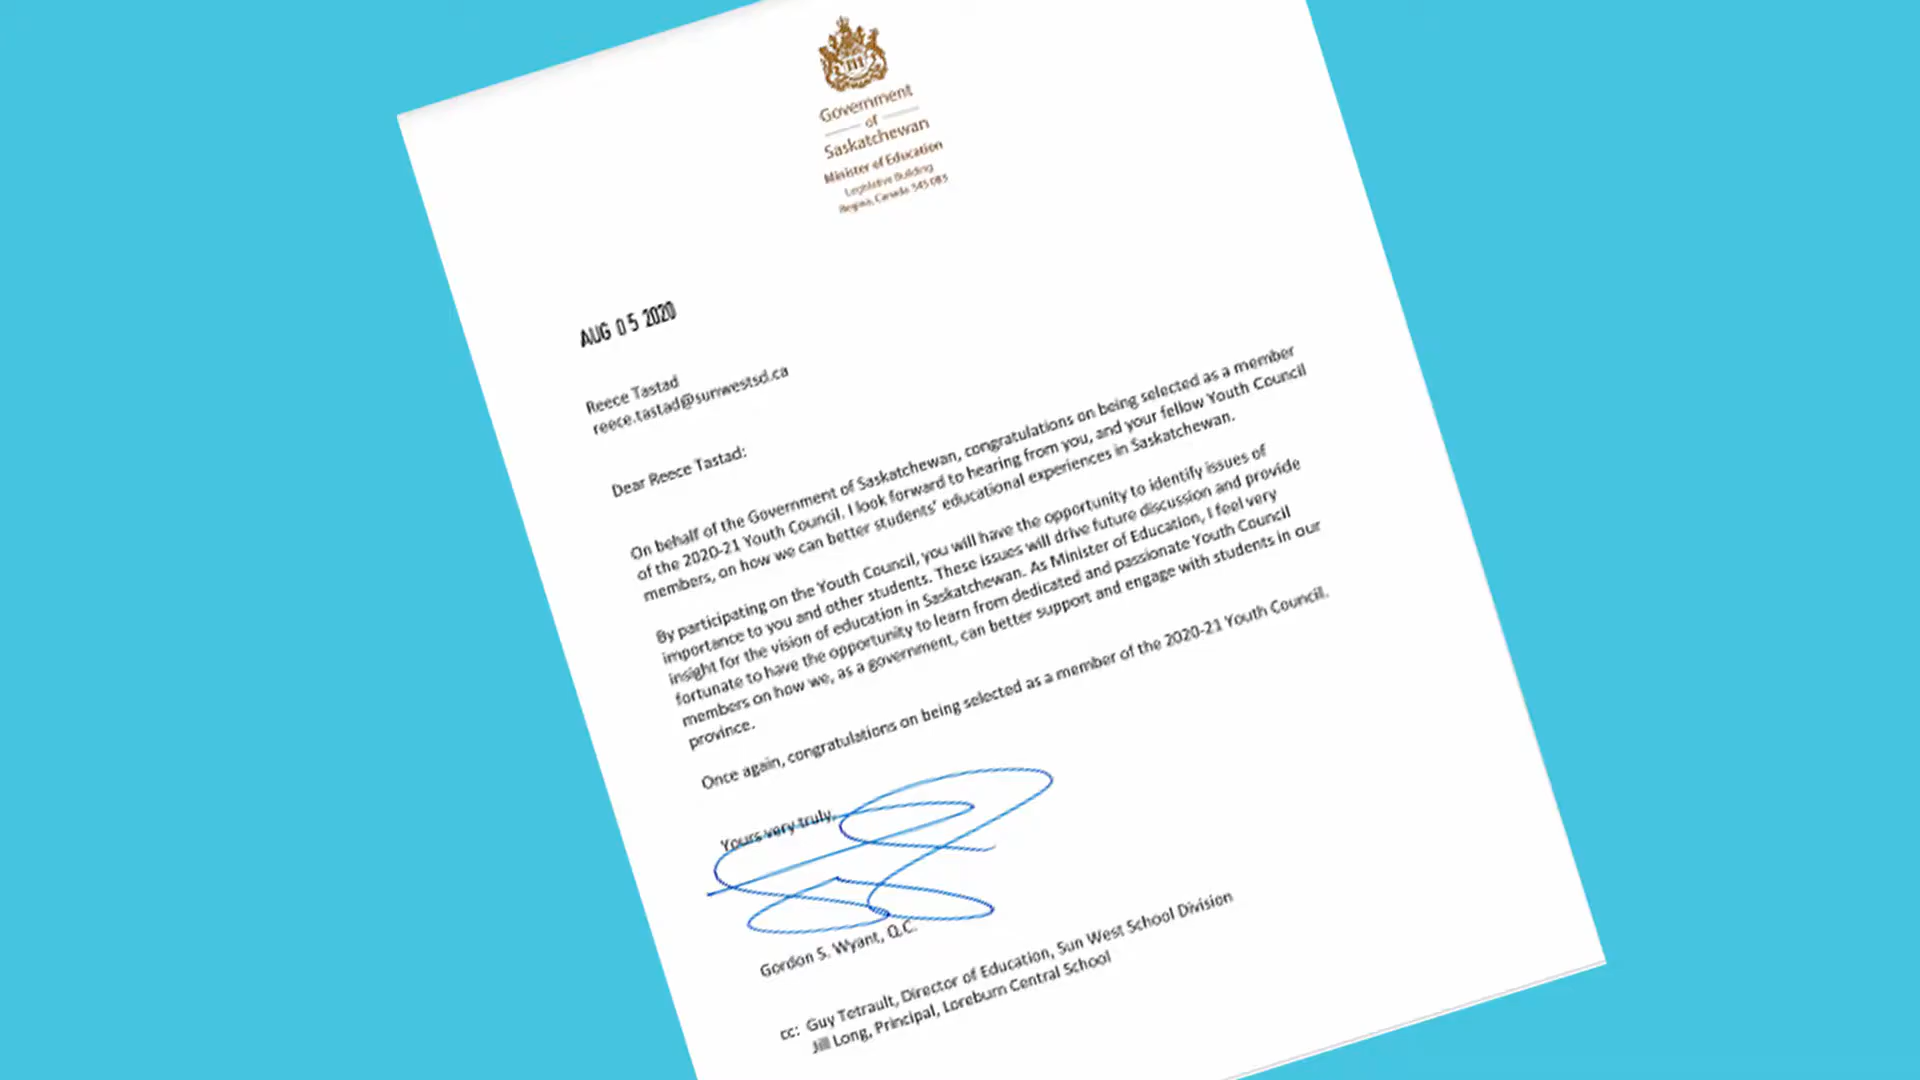 Government
of
Saskatchewan
Minister of Education
Legislative Building
Regina, Canada S4S 0B3
AUG 05 2020
Reece Tastad
reece.tastad@sunwestsd.ca
Dear Reece Tastad:
On behalf of the Government of Saskatchewan, congratulations on being selected as a member
of the 2020-21 Youth Council. I look forward to hearing from you, and your fellow Youth Council
members, on how we can better students' educational experiences in Saskatchewan.
By participating on the Youth Council, you will have the opportunity to identify issues of
importance to you and other students. These issues will drive future discussion and provide
insight for the vision of education in Saskatchewan. As Minister of Education, I feel very
fortunate to have the opportunity to learn from dedicated and passionate Youth Council
members on how we, as a government, can better support and engage with students in our
province.
Once again, congratulations on being selected as a member of the 2020-21 Youth Council.
Yours very truly,
Gordon S. Wyant, Q.C.
cc: Guy Tetrault, Director of Education, Sun West School Division
Jill Long, Principal, Loreburn Central School